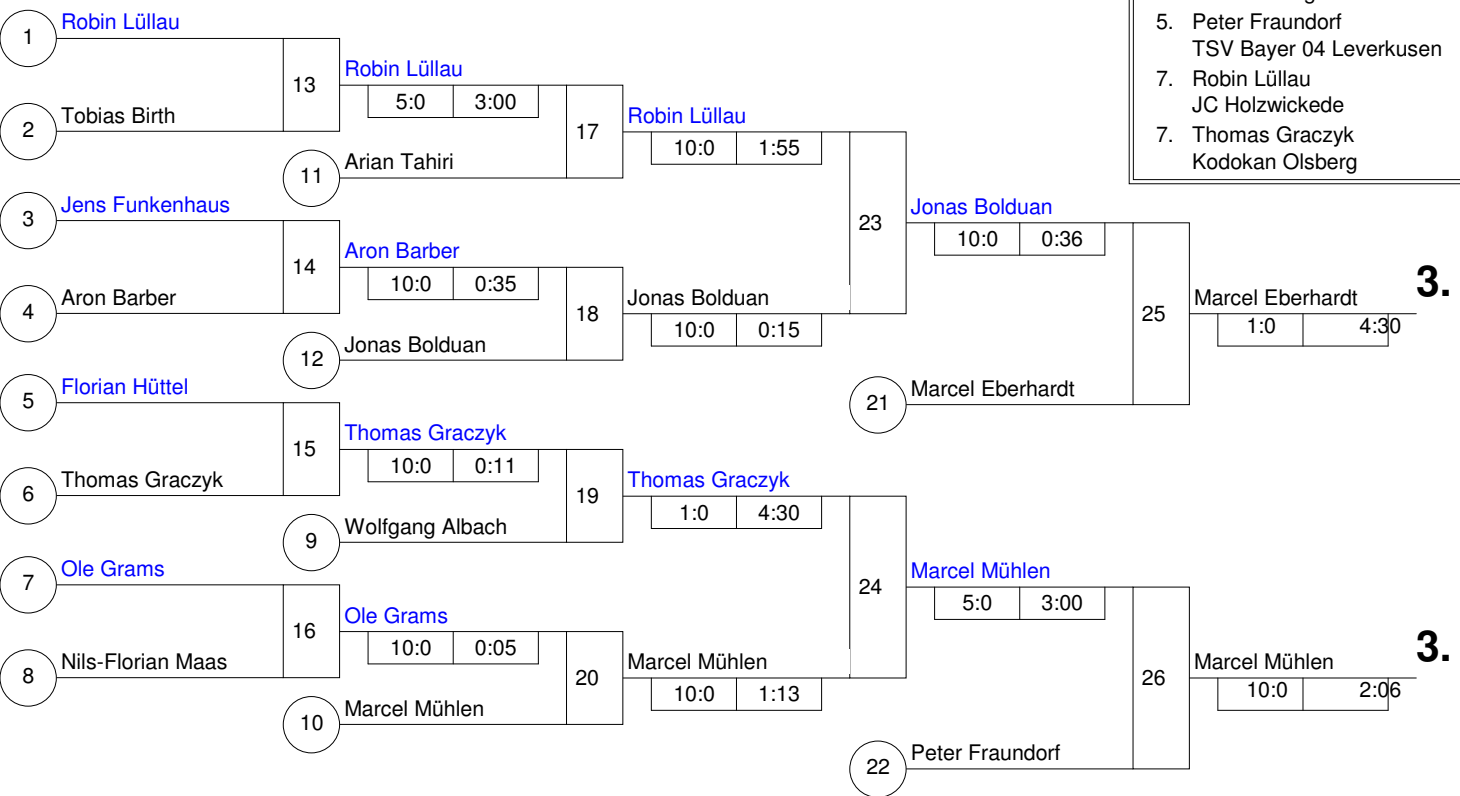 5. Peter Fraundorf
TSV Bayer 04 Leverkusen
7. Robin Lüllau
JC Holzwickede
7. Thomas Graczyk
Kodokan Olsberg
1 Robin Lüllau
2 Tobias Birth
3 Jens Funkenhaus
4 Aron Barber
5 Florian Hüttel
6 Thomas Graczyk
7 Ole Grams
8 Nils-Florian Maas
13
14
15
16
Robin Lüllau
5:0 3:00
11 Arian Tahiri
Aron Barber
10:0 0:35
12 Jonas Bolduan
Thomas Graczyk
10:0 0:11
9 Wolfgang Albach
Ole Grams
10:0 0:05
10 Marcel Mühlen
17
18
19
20
Robin Lüllau
10:0 1:55
Jonas Bolduan
10:0 0:15
Thomas Graczyk
1:0 4:30
Marcel Mühlen
10:0 1:13
23
24
Jonas Bolduan
10:0 0:36
21 Marcel Eberhardt
Marcel Mühlen
5:0 3:00
22 Peter Fraundorf
25
26
Marcel Eberhardt
1:0 4:30
3.
Marcel Mühlen
10:0 2:06
3.